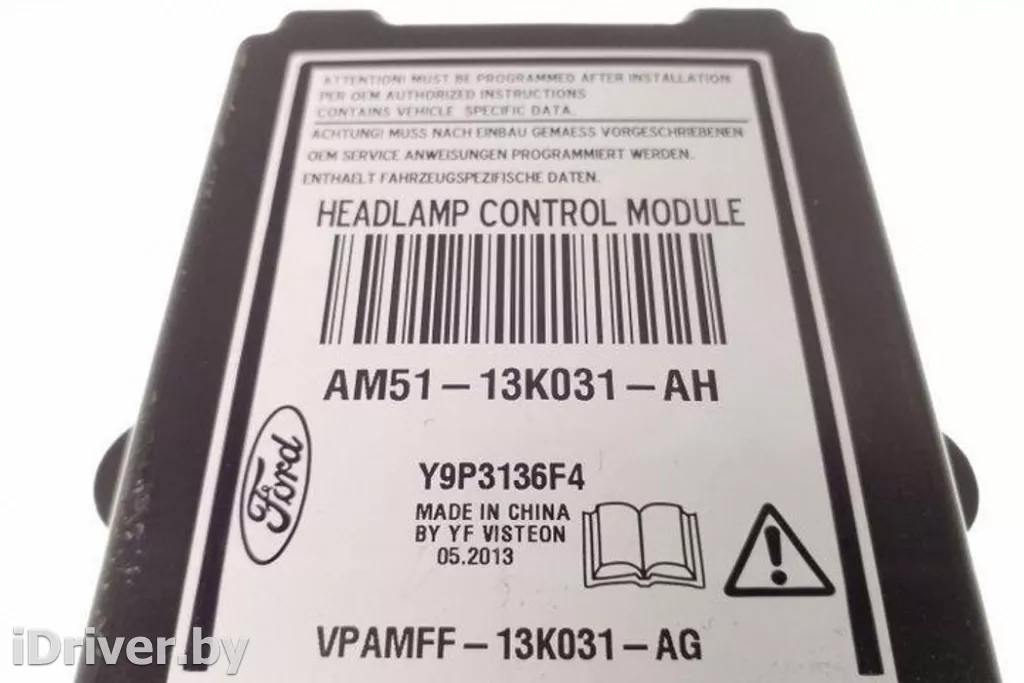 ATTENTION! MUST BE PROGRAMMED AFTER INSTALLATION
PER OEM AUTHORIZED INSTRUCTIONS
CONTAINS VEHICLE SPECIFIC DATA.
ACHTUNG! MUSS NACH EINBAU GEMAESS VORGESCHRIEBENEN
OEM SERVICE ANWEISUNGEN PROGRAMMIERT WERDEN.
ENTHAELT FAHRZEUGSPEZIFISCHE DATEN.
HEADLAMP CONTROL MODULE
AM51-13K031-AH
Ford
Y9P3136F4
MADE IN CHINA
BY YF VISTEON
05.2013
VPAMFF-13K031-AG
iDriver.by